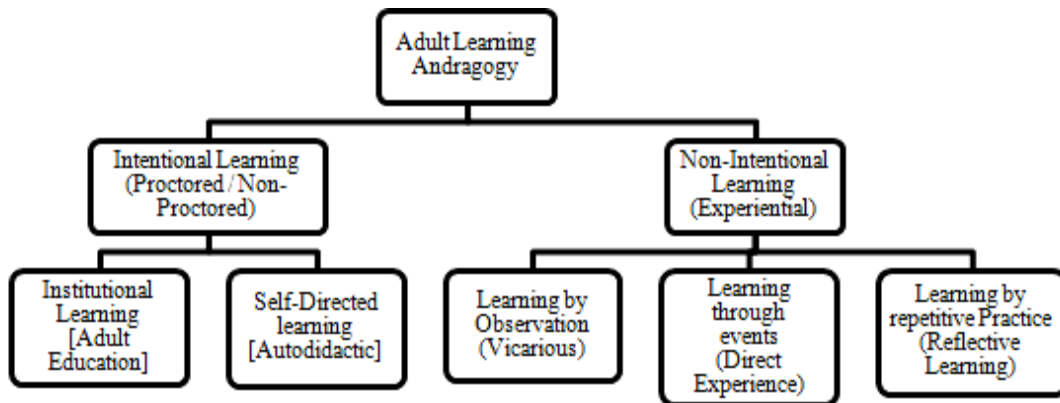 Adult Learning
Andragogy
Intentional Learning
(Proctored / Non-
Proctored)
Non-Intentional
Learning
(Experiential)
Institutional
Learning
[Adult
Education]
Self-Directed
learning
[Autodidactic]
Learning by
Observation
(Vicarious)
Learning
through
events
(Direct
Experience)
Learning by
repetitive Practice
(Reflective
Learning)